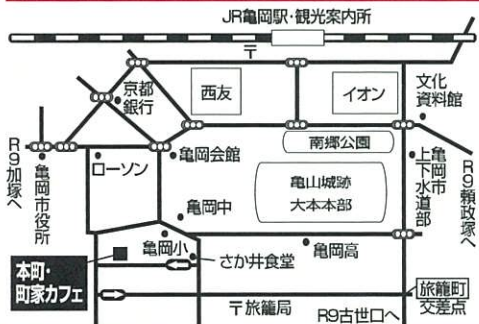 JR亀岡駅・観光案内所
〒
京都
銀行
西友
イオン
文化
資料館
南郷公園
R9加塚へ
亀岡市役所
ローソン
亀岡会館
亀山城跡
大本本部
亀岡市
上下水道部
R9頼政塚へ
亀岡中
亀岡小
さか井食堂
亀岡高
本町・
町家カフェ
〒旅籠局
R9古世口へ
旅籠町
交差点